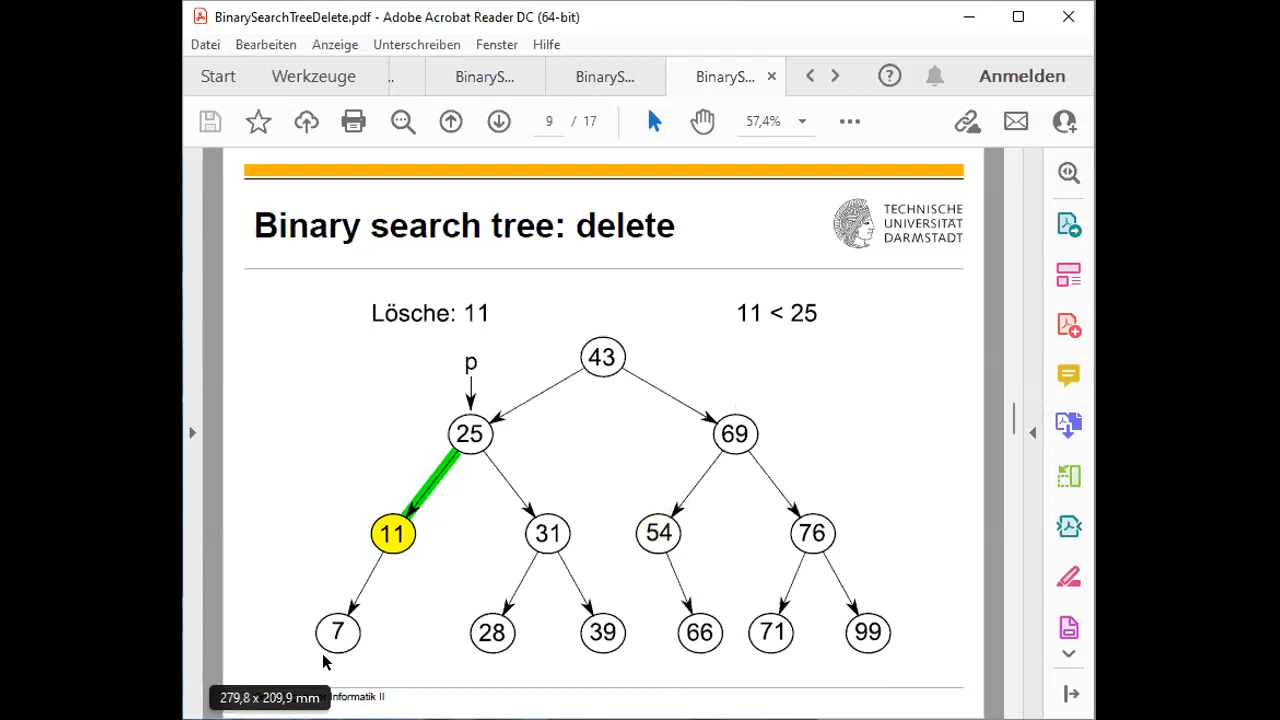 BinarySearchTreeDelete.pdf - Adobe Acrobat Reader DC (64-bit)
Datei Bearbeiten Anzeige Unterschreiben Fenster Hilfe
Start Werkzeuge .. BinaryS... BinaryS... BinaryS... Anmelden
9 / 17 57,4%
Binary search tree: delete
TECHNISCHE
UNIVERSITÄT
DARMSTADT
Lösche: 11 11 < 25
p
43
25 69
11 31 54 76
7 28 39 66 71 99
279,8 x 209,9 mm
Informatik II